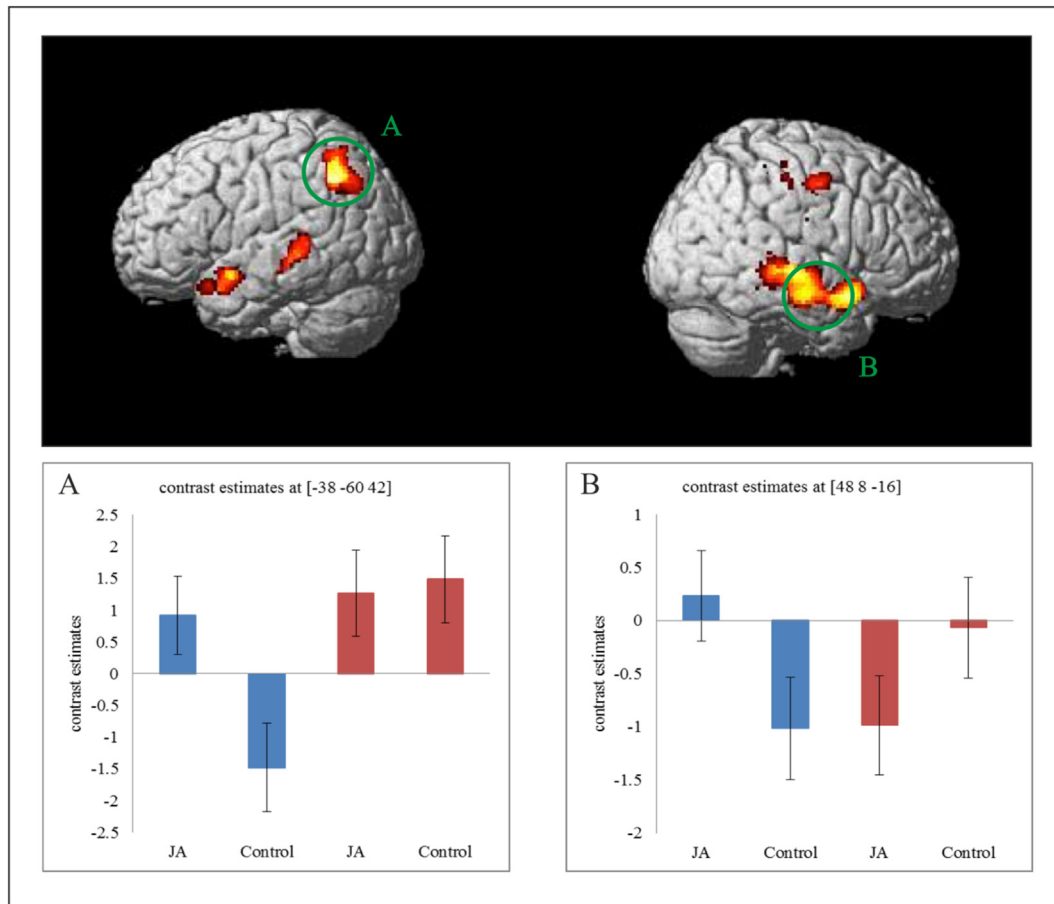 A
B
A
contrast estimates at [-38 -60 42]
2.5
2
1.5
1
0.5
0
-0.5
-1
-1.5
-2
-2.5
contrast estimates
JA Control JA Control
B
contrast estimates at [48 8 -16]
1
0.5
0
-0.5
-1
-1.5
-2
contrast estimates
JA Control JA Control